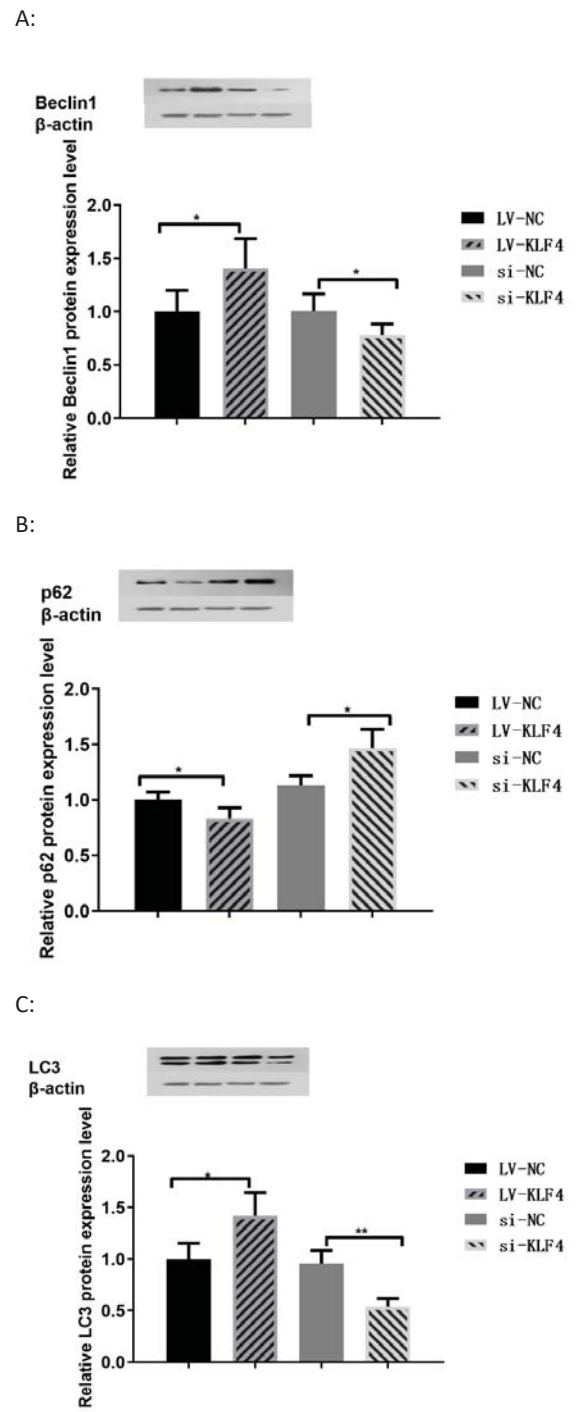 A:
Beclin1
β-actin
Relative Beclin1 protein expression level
2.0
1.5
1.0
0.5
0.0
*
*
LV-NC
LV-KLF4
si-NC
si-KLF4
B:
p62
β-actin
Relative p62 protein expression level
2.0
1.5
1.0
0.5
0.0
*
*
LV-NC
LV-KLF4
si-NC
si-KLF4
C:
LC3
β-actin
Relative LC3 protein expression level
2.0
1.5
1.0
0.5
0.0
*
**
LV-NC
LV-KLF4
si-NC
si-KLF4